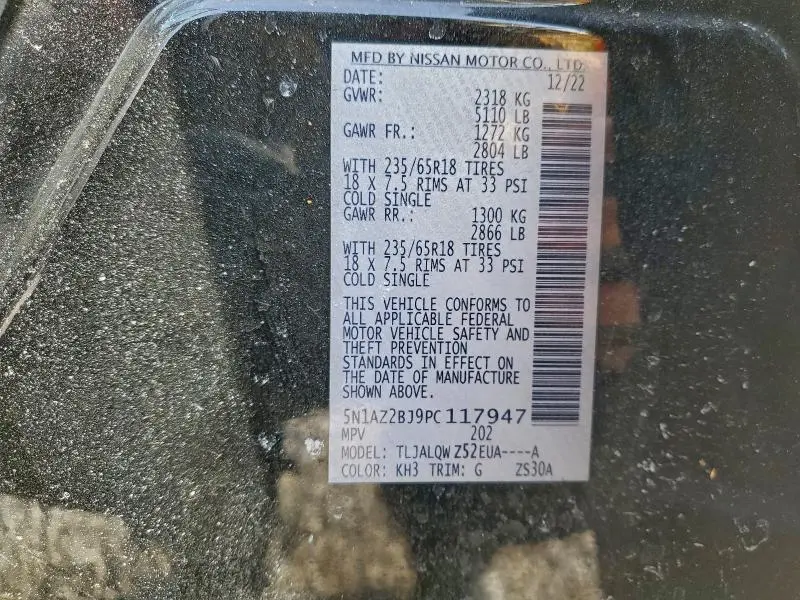 MFD BY NISSAN MOTOR CO., LTD.
DATE: 12/22
GVWR: 2318 KG
5110 LB
GAWR FR.: 1272 KG
2804 LB
WITH 235/65R18 TIRES
18 X 7.5 RIMS AT 33 PSI
COLD SINGLE
GAWR RR.: 1300 KG
2866 LB
WITH 235/65R18 TIRES
18 X 7.5 RIMS AT 33 PSI
COLD SINGLE
THIS VEHICLE CONFORMS TO
ALL APPLICABLE FEDERAL
MOTOR VEHICLE SAFETY AND
THEFT PREVENTION
STANDARDS IN EFFECT ON
THE DATE OF MANUFACTURE
SHOWN ABOVE.
5N1AZ2BJ9PC117947
MPV 202
MODEL: TLJALQW Z52EUA----A
COLOR: KH3 TRIM: G ZS30A